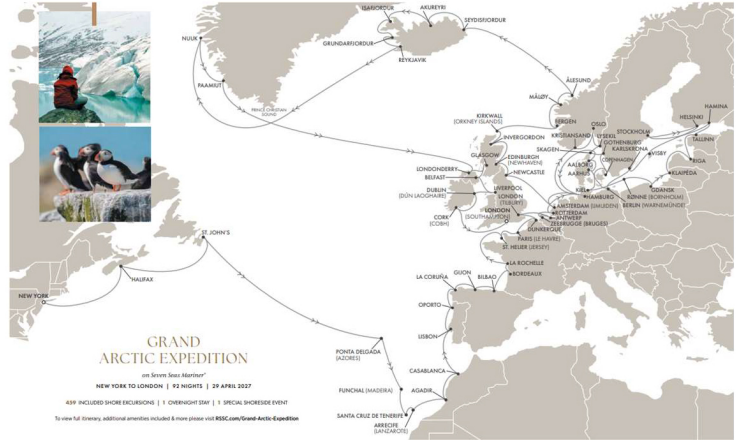 ISAFJORDUR
AKUREYRI
SEYDISFJORDUR
GRUNDARFJORDUR
REYKJAVIK
NUUK
PAAMIUT
PRINCE CHRISTIAN
SOUND
ÅLESUND
MÅLØY
BERGEN
KIRKWALL
(ORKNEY ISLANDS)
INVERGORDON
GLASGOW
EDINBURGH
(NEWHAVEN)
NEWCASTLE
LONDONDERRY
BELFAST
DUBLIN
(DÚN LAOGHAIRE)
LIVERPOOL
LONDON
(TILBURY)
LONDON
(SOUTHAMPTON)
CORK
(COBH)
OSLO
KRISTIANSAND
LYSEKIL
SKAGEN
GOTHENBURG
STOCKHOLM
KARLSKRONA
HELSINKI
HAMINA
TALLINN
VISBY
RIGA
AALBORG
AARHUS
COPENHAGEN
KLAIPĖDA
KIEL
GDANSK
HAMBURG
RØNNE (BORNHOLM)
BERLIN (WARNEMÜNDE)
AMSTERDAM (IJMUIDEN)
ROTTERDAM
ANTWERP
ZEEBRUGGE (BRUGES)
DUNKERQUE
PARIS (LE HAVRE)
ST. HELIER (JERSEY)
LA ROCHELLE
BORDEAUX
LA CORUÑA
GIJON
BILBAO
OPORTO
LISBON
CASABLANCA
AGADIR
ST. JOHN'S
HALIFAX
NEW YORK
PONTA DELGADA
(AZORES)
FUNCHAL (MADEIRA)
SANTA CRUZ DE TENERIFE
ARRECIFE
(LANZAROTE)
GRAND
ARCTIC EXPEDITION
on Seven Seas Mariner®
NEW YORK TO LONDON | 92 NIGHTS | 29 APRIL 2027
459 INCLUDED SHORE EXCURSIONS | 1 OVERNIGHT STAY | 1 SPECIAL SHORESIDE EVENT
To view full itinerary, additional amenities included & more please visit RSSC.com/Grand-Arctic-Expedition